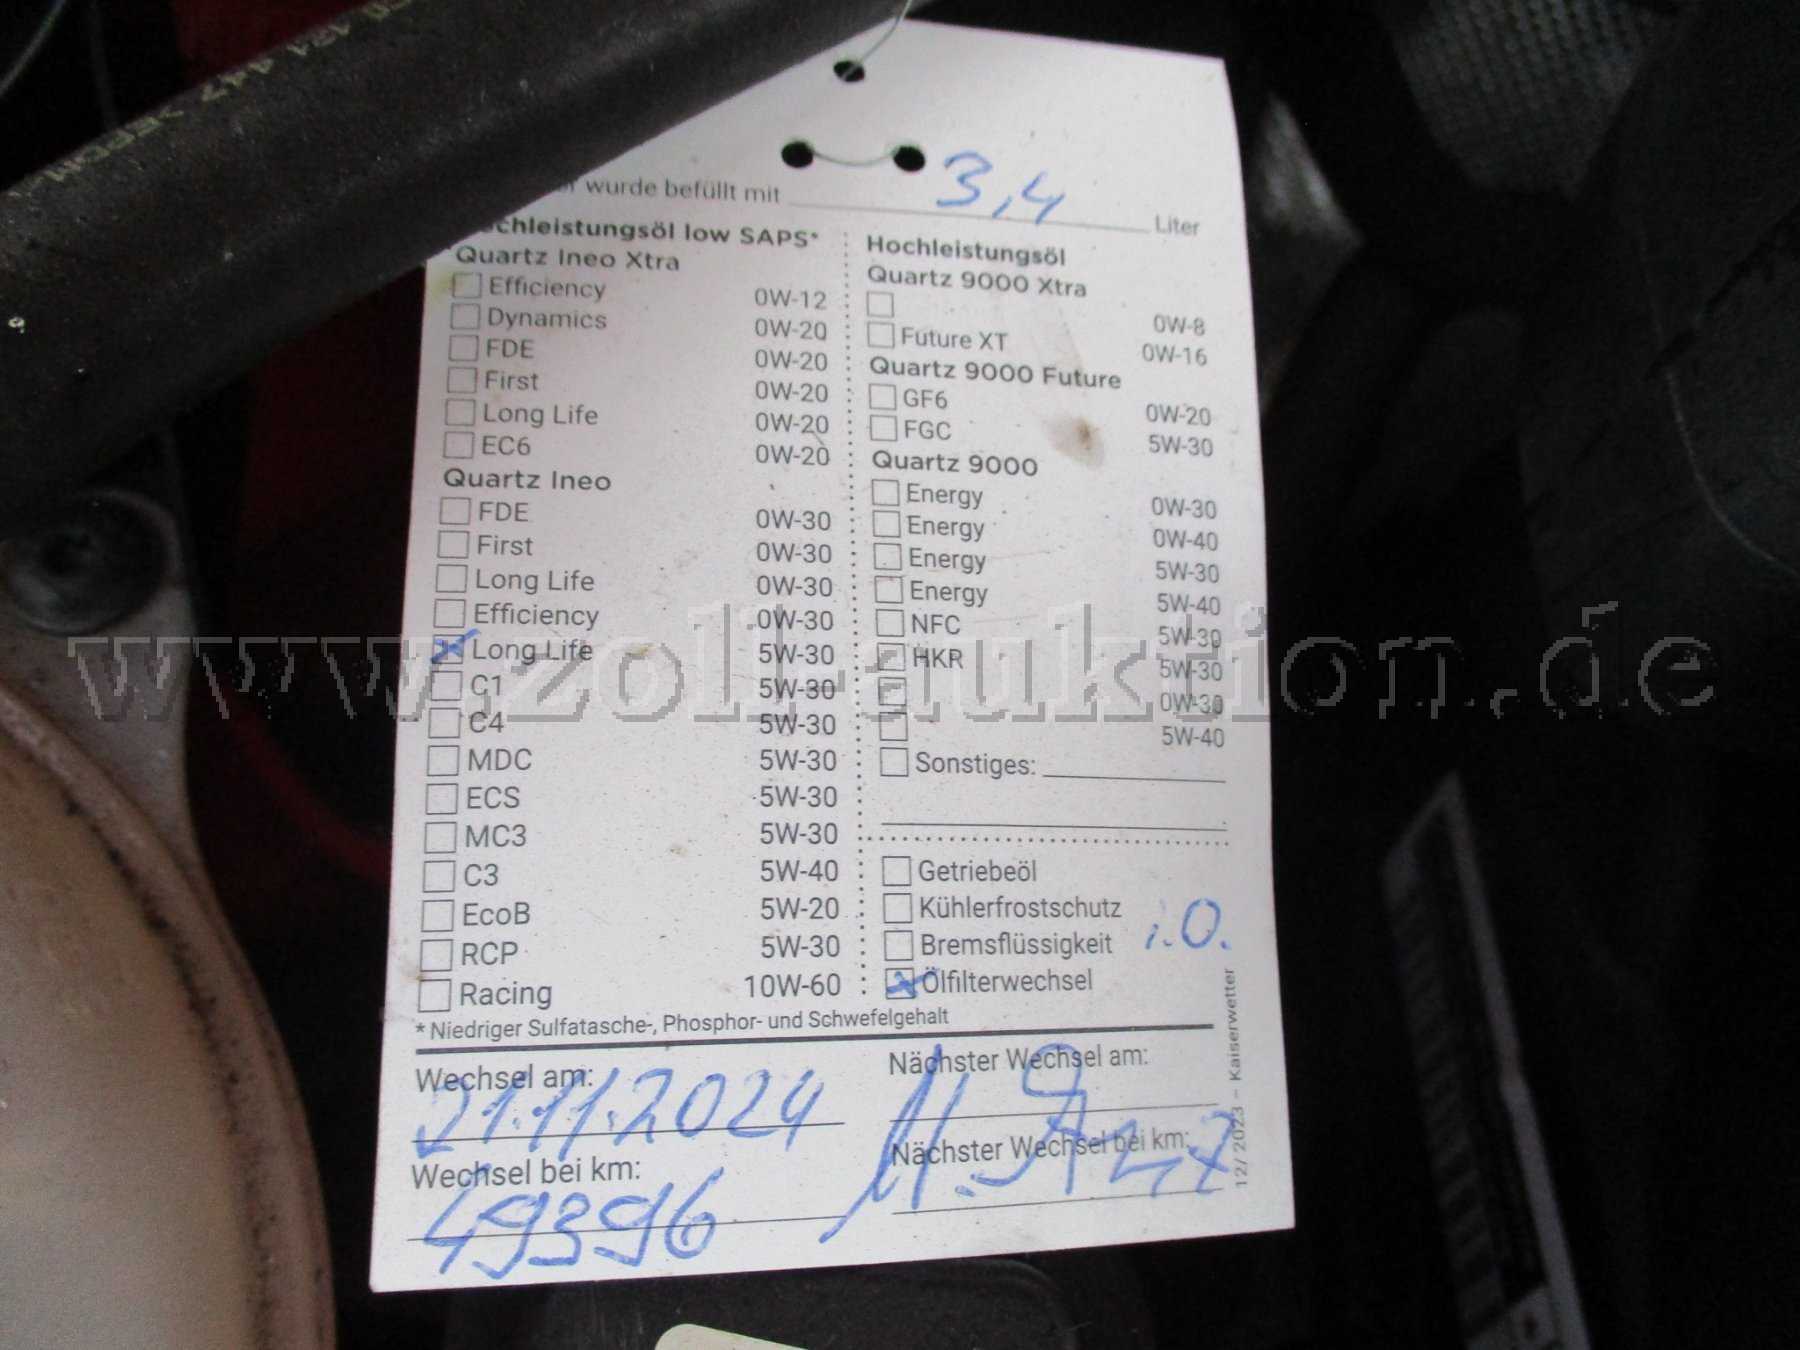 wurde befüllt mit 3,4 Liter
chleistungsöl low SAPS*
Quartz Ineo Xtra
Efficiency 0W-12
Dynamics 0W-20
FDE 0W-20
First 0W-20
Long Life 0W-20
EC6 0W-20
Quartz Ineo
FDE 0W-30
First 0W-30
Long Life 0W-30
Efficiency 0W-30
Long Life 5W-30
C1 5W-30
C4 5W-30
MDC 5W-30
ECS 5W-30
MC3 5W-30
C3 5W-40
EcoB 5W-20
RCP 5W-30
Racing 10W-60
Hochleistungsöl
Quartz 9000 Xtra
0W-8
Future XT 0W-16
Quartz 9000 Future
GF6 0W-20
FGC 5W-30
Quartz 9000
Energy 0W-30
Energy 0W-40
Energy 5W-30
Energy 5W-40
NFC 5W-30
HKR 5W-30
0W-30
5W-40
Sonstiges:
Getriebeöl
Kühlerfrostschutz
Bremsflüssigkeit i.O.
Ölfilterwechsel
* Niedriger Sulfatasche-, Phosphor- und Schwefelgehalt
Wechsel am:
21.11.2024
Wechsel bei km:
49396
Nächster Wechsel am:
Nächster Wechsel bei km:
12/2023 – Kaiserwetter
www.zoll-auktion.de